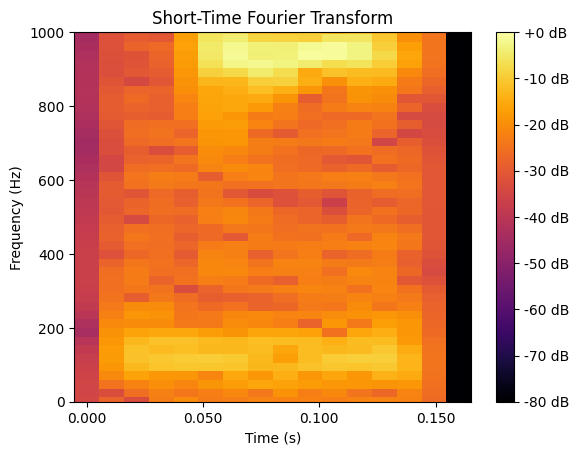 Short-Time Fourier Transform
1000
800
600
400
200
0
Frequency (Hz)
0.000
0.050
0.100
0.150
Time (s)
+0 dB
-10 dB
-20 dB
-30 dB
-40 dB
-50 dB
-60 dB
-70 dB
-80 dB